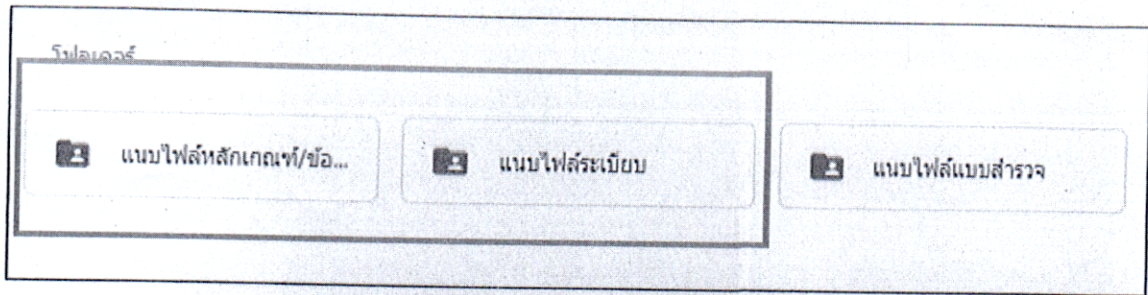 โฟลเดอร์
แนบไฟล์หลักเกณฑ์/ข้อ...
แนบไฟล์ระเบียบ
แนบไฟล์แบบสำรวจ